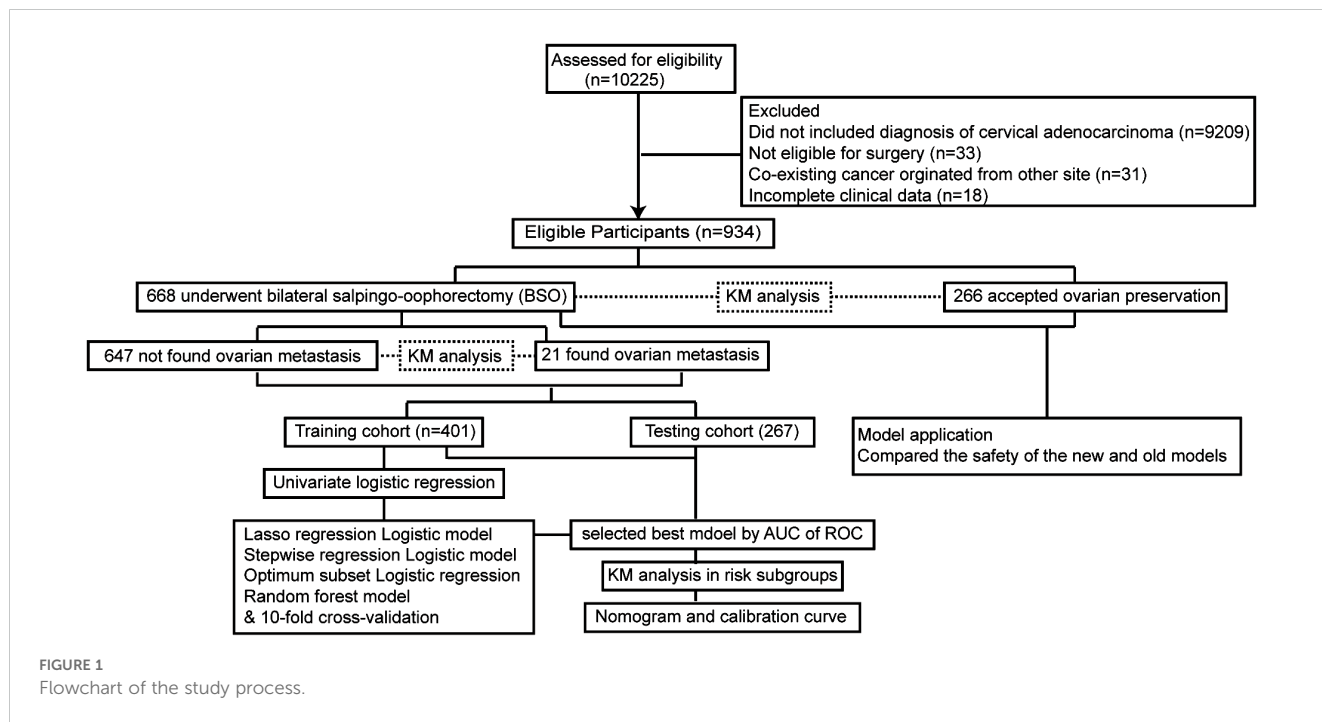 Assessed for eligibility
(n=10225)
Excluded
Did not included diagnosis of cervical adenocarcinoma (n=9209)
Not eligible for surgery (n=33)
Co-existing cancer orginated from other site (n=31)
Incomplete clinical data (n=18)
Eligible Participants (n=934)
668 underwent bilateral salpingo-oophorectomy (BSO)
KM analysis
266 accepted ovarian preservation
647 not found ovarian metastasis
KM analysis
21 found ovarian metastasis
Training cohort (n=401)
Testing cohort (267)
Model application
Compared the safety of the new and old models
Univariate logistic regression
Lasso regression Logistic model
Stepwise regression Logistic model
Optimum subset Logistic regression
Random forest model
& 10-fold cross-validation
selected best mdoel by AUC of ROC
KM analysis in risk subgroups
Nomogram and calibration curve
FIGURE 1
Flowchart of the study process.